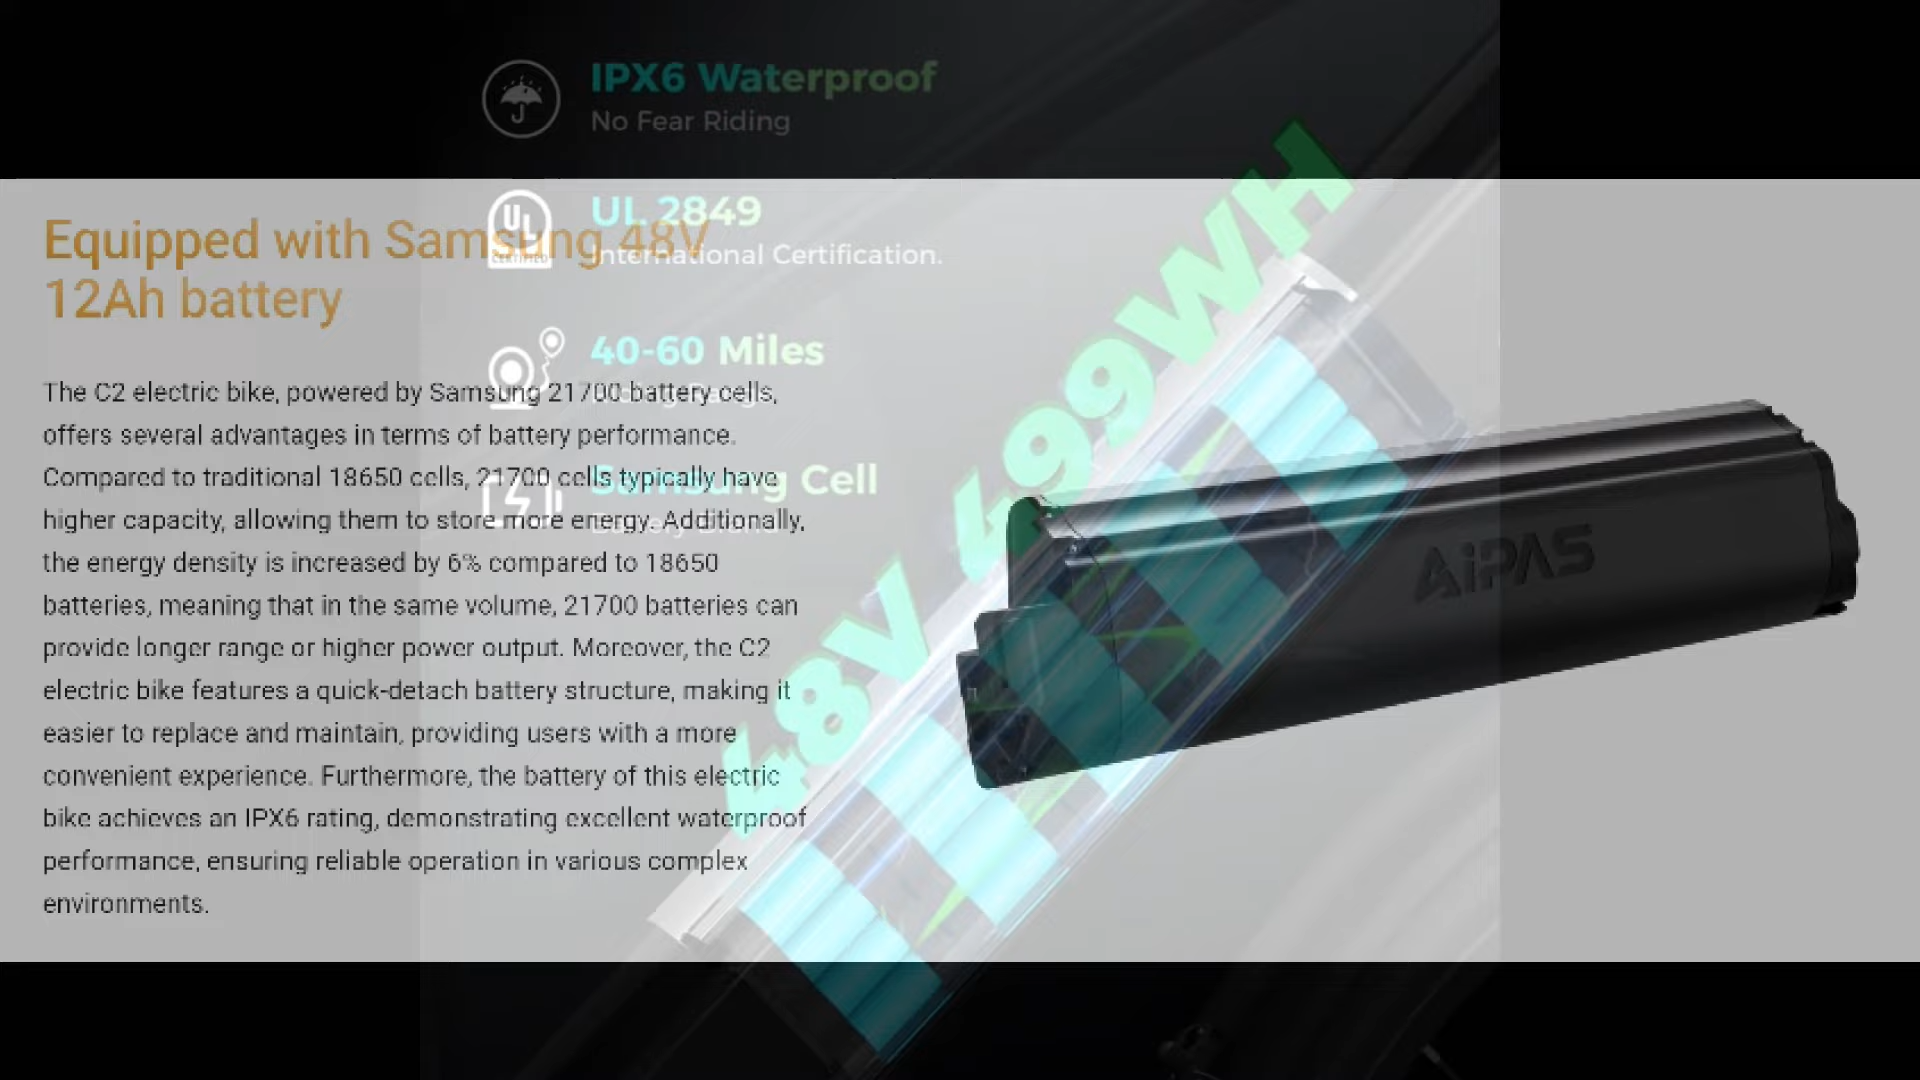 IPX6 Waterproof
No Fear Riding
UL 2849
International Certification.
UL
CERTIFIED
40-60 Miles
Samsung Cell
Equipped with Samsung 48V
12Ah battery
The C2 electric bike, powered by Samsung 21700 battery cells,
offers several advantages in terms of battery performance.
Compared to traditional 18650 cells, 21700 cells typically have
higher capacity, allowing them to store more energy. Additionally,
the energy density is increased by 6% compared to 18650
batteries, meaning that in the same volume, 21700 batteries can
provide longer range or higher power output. Moreover, the C2
electric bike features a quick-detach battery structure, making it
easier to replace and maintain, providing users with a more
convenient experience. Furthermore, the battery of this electric
bike achieves an IPX6 rating, demonstrating excellent waterproof
performance, ensuring reliable operation in various complex
environments.
48V 499WH
AiPAS